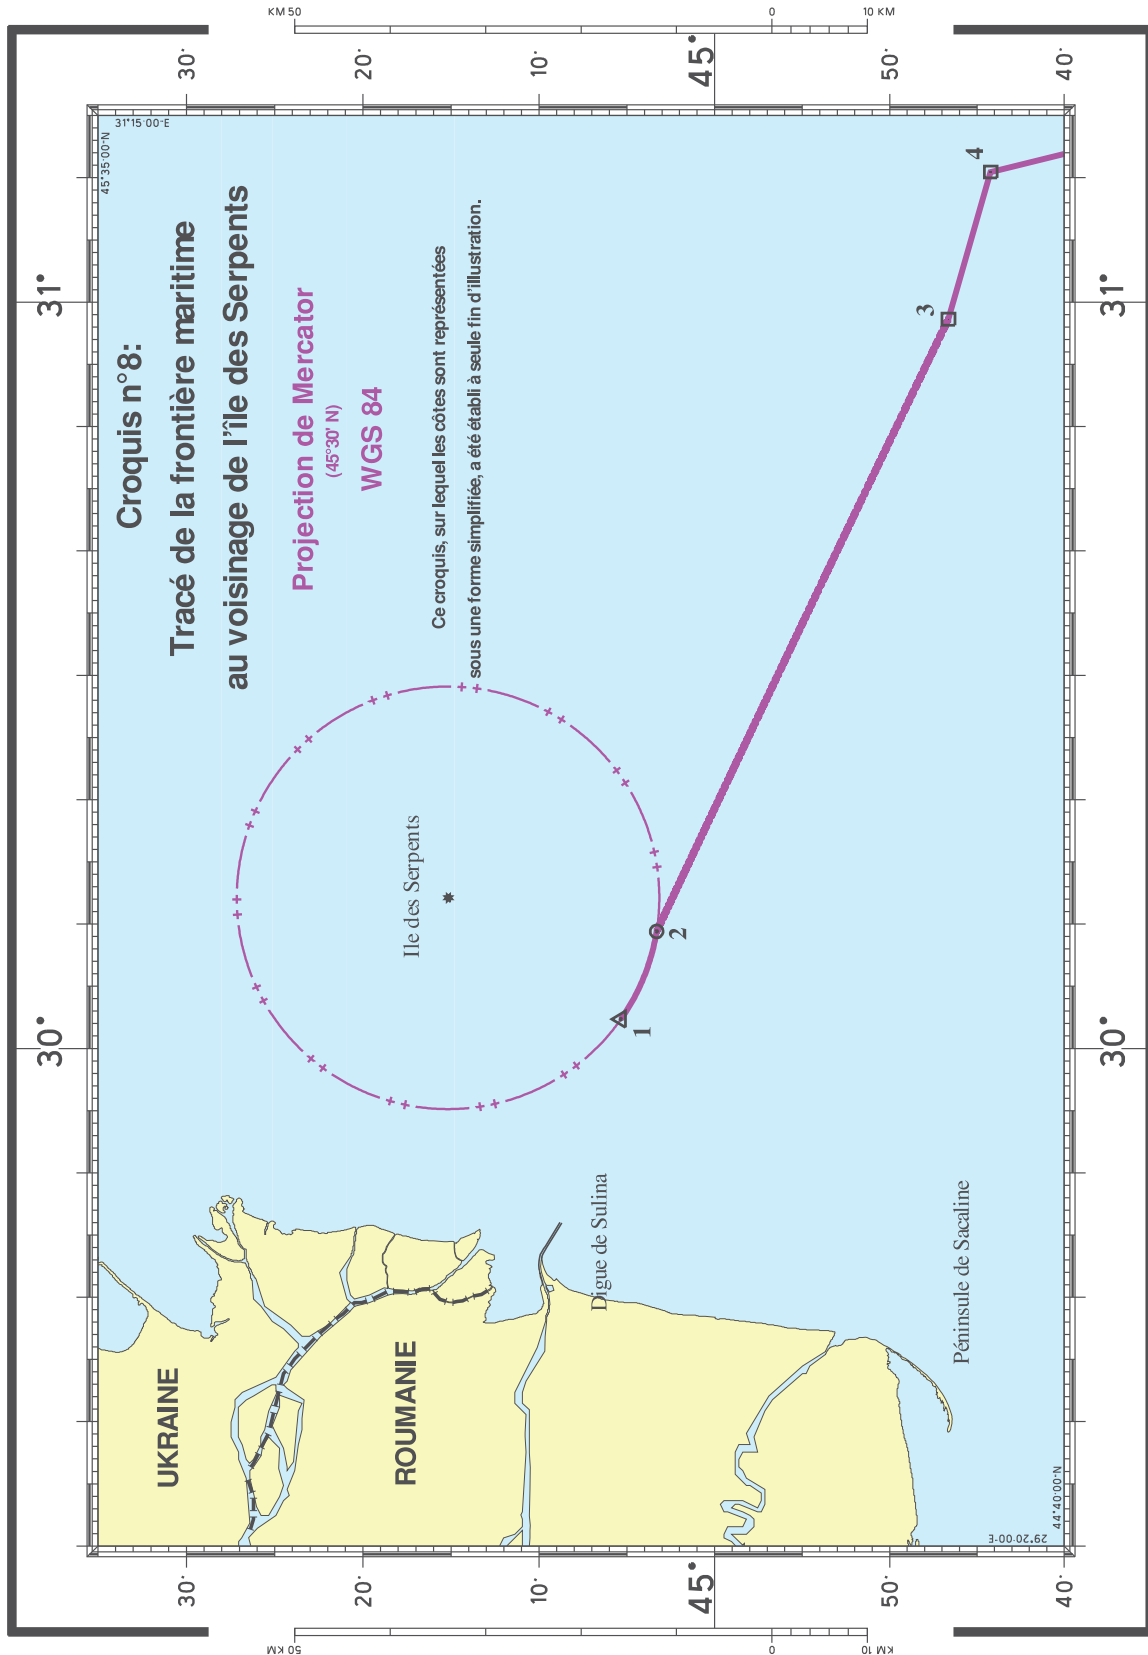 Croquis n°8:
Tracé de la frontière maritime
au voisinage de l'île des Serpents
Projection de Mercator
(45°30' N)
WGS 84
Ce croquis, sur lequel les côtes sont représentées
sous une forme simplifiée, a été établi à seule fin d'illustration.
45°35'00"N
31°15'00"E
Ile des Serpents
1
2
3
4
UKRAINE
ROUMANIE
Digue de Sulina
Péninsule de Sacaline
44°40'00"N
29°20'00"E
30°
31°
30°
31°
30'
20'
10'
45°
50'
40'
30'
20'
10'
45°
50'
40'
KM 50
0
10 KM
50 KM
0
KM 10